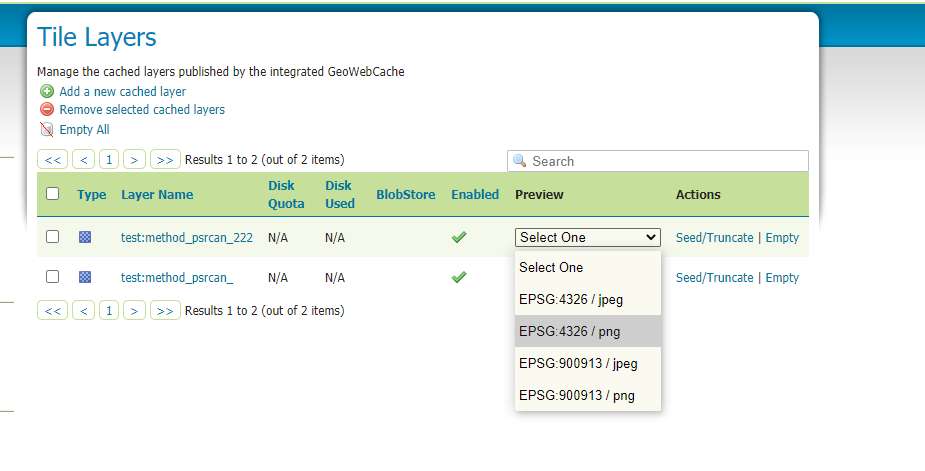 Tile Layers
Manage the cached layers published by the integrated GeoWebCache
Add a new cached layer
Remove selected cached layers
Empty All
<< < 1 > >> Results 1 to 2 (out of 2 items) Search
Type Layer Name Disk Quota Disk Used BlobStore Enabled Preview Actions
test:method_psrcan_222 N/A N/A Select One Seed/Truncate | Empty
test:method_psrcan_ N/A N/A Seed/Truncate | Empty
Select One
EPSG:4326 / jpeg
EPSG:4326 / png
EPSG:900913 / jpeg
EPSG:900913 / png
<< < 1 > >> Results 1 to 2 (out of 2 items)